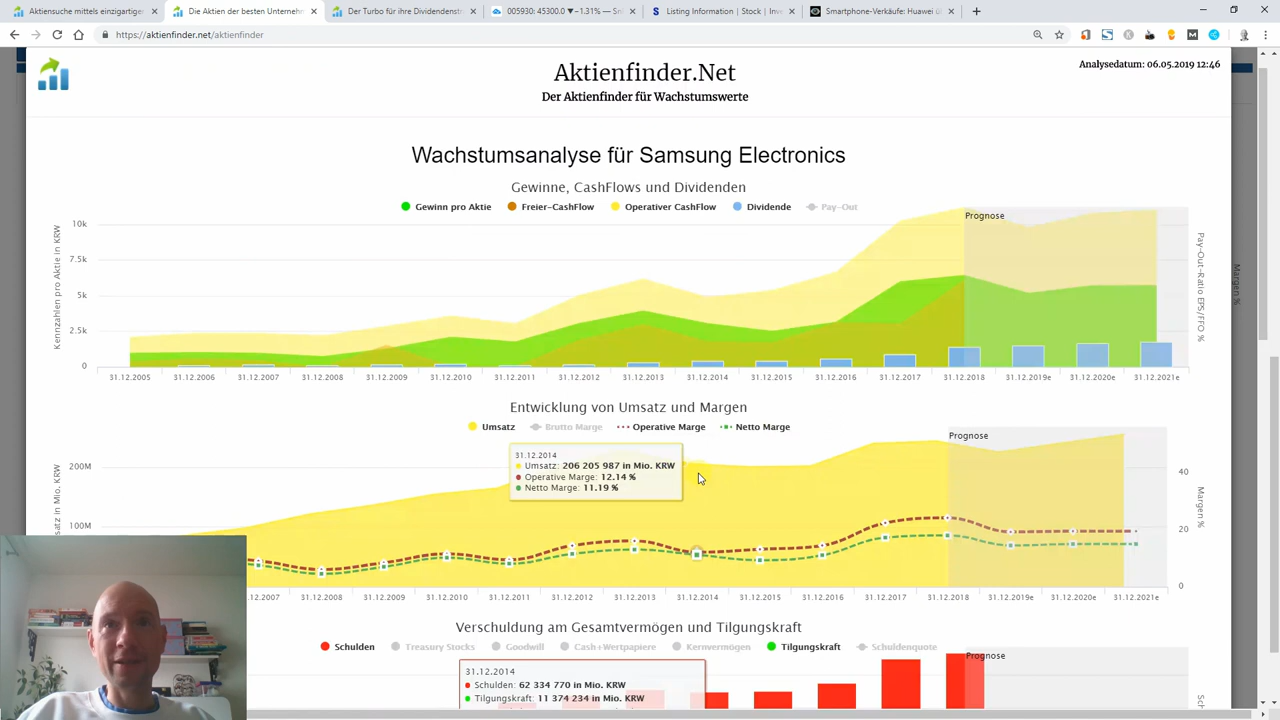 Aktiensuche mittels einzigartiger
Die Aktien der besten Unternehm
Der Turbo für ihre Dividendenstr
005930: 45300.0 ▼−1.31% — Sn
Listing Information | Stock | Inve
Smartphone-Verkäufe: Huawei ü
https://aktienfinder.net/aktienfinder
Aktienfinder.Net
Der Aktienfinder für Wachstumswerte
Analysedatum: 06.05.2019 12:46
Wachstumsanalyse für Samsung Electronics
Gewinne, CashFlows und Dividenden
Gewinn pro Aktie Freier-CashFlow Operativer CashFlow Dividende Pay-Out
Kennzahlen pro Aktie in KRW
10k
7.5k
5k
2.5k
0
Prognose
Pay-Out-Ratio EPS/FFO %
Margen %
31.12.2005 31.12.2006 31.12.2007 31.12.2008 31.12.2009 31.12.2010 31.12.2011 31.12.2012 31.12.2013 31.12.2014 31.12.2015 31.12.2016 31.12.2017 31.12.2018 31.12.2019e 31.12.2020e 31.12.2021e
Entwicklung von Umsatz und Margen
Umsatz Brutto Marge Operative Marge Netto Marge
Prognose
31.12.2014
Umsatz: 206 205 987 in Mio. KRW
Operative Marge: 12.14 %
Netto Marge: 11.19 %
200M
100M
in Mio. KRW
40
20
0
Margen %
.12.2007 31.12.2008 31.12.2009 31.12.2010 31.12.2011 31.12.2012 31.12.2013 31.12.2014 31.12.2015 31.12.2016 31.12.2017 31.12.2018 31.12.2019e 31.12.2020e 31.12.2021e
Verschuldung am Gesamtvermögen und Tilgungskraft
Schulden Treasury Stocks Goodwill Cash+Wertpapiere Kernvermögen Tilgungskraft Schuldenquote
Prognose
31.12.2014
Schulden: 62 334 770 in Mio. KRW
Tilgungskraft: 11 374 234 in Mio. KRW